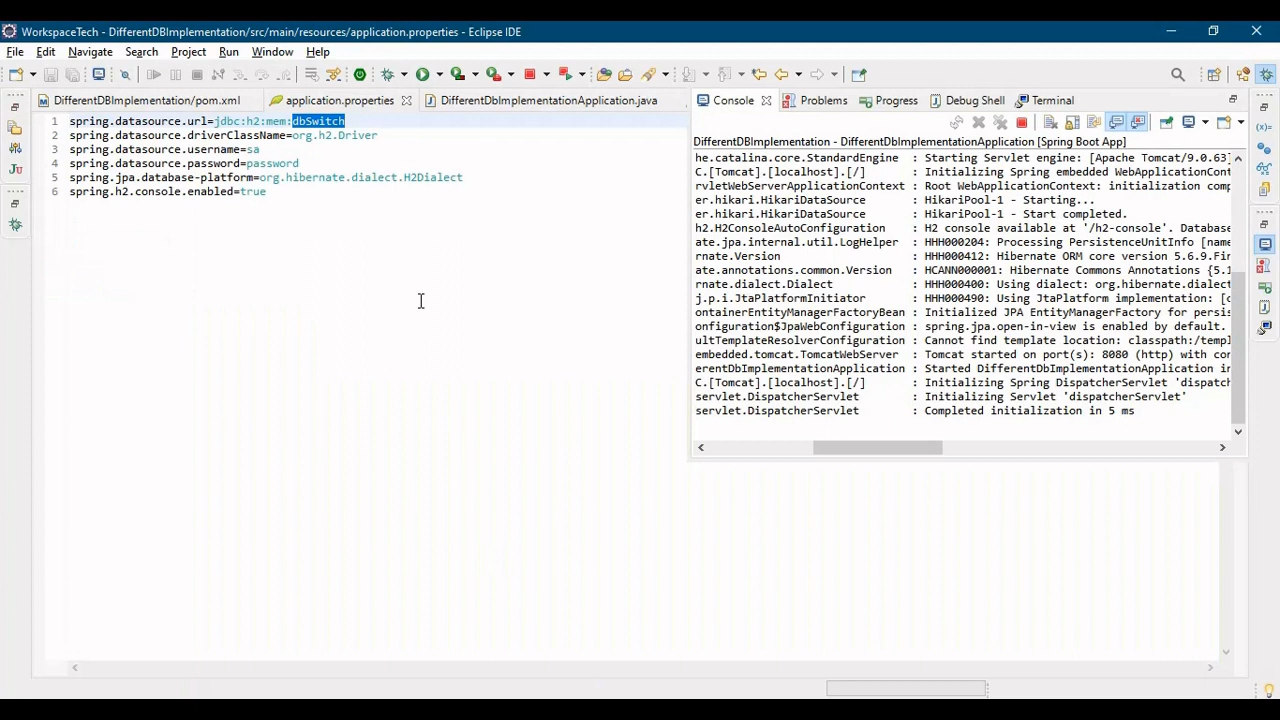 WorkspaceTech - DifferentDBImplementation/src/main/resources/application.properties - Eclipse IDE
File Edit Navigate Search Project Run Window Help
DifferentDBImplementation/pom.xml application.properties DifferentDbImplementationApplication.java
Console Problems Progress Debug Shell Terminal
1 spring.datasource.url=jdbc:h2:mem:dbSwitch
2 spring.datasource.driverClassName=org.h2.Driver
3 spring.datasource.username=sa
4 spring.datasource.password=password
5 spring.jpa.database-platform=org.hibernate.dialect.H2Dialect
6 spring.h2.console.enabled=true
DifferentDBImplementation - DifferentDbImplementationApplication [Spring Boot App]
he.catalina.core.StandardEngine : Starting Servlet engine: [Apache Tomcat/9.0.63]
C.[Tomcat].[localhost].[/] : Initializing Spring embedded WebApplicationCont
rvletWebServerApplicationContext : Root WebApplicationContext: initialization comp
er.hikari.HikariDataSource : HikariPool-1 - Starting...
er.hikari.HikariDataSource : HikariPool-1 - Start completed.
h2.H2ConsoleAutoConfiguration : H2 console available at '/h2-console'. Database
ate.jpa.internal.util.LogHelper : HHH000204: Processing PersistenceUnitInfo [name
rnate.Version : HHH000412: Hibernate ORM core version 5.6.9.Fin
ate.annotations.common.Version : HCANN000001: Hibernate Commons Annotations {5.1
rnate.dialect.Dialect : HHH000400: Using dialect: org.hibernate.dialect
j.p.i.JtaPlatformInitiator : HHH000490: Using JtaPlatform implementation: [o
ontainerEntityManagerFactoryBean : Initialized JPA EntityManagerFactory for persis
onfiguration$JpaWebConfiguration : spring.jpa.open-in-view is enabled by default.
ultTemplateResolverConfiguration : Cannot find template location: classpath:/templ
embedded.tomcat.TomcatWebServer : Tomcat started on port(s): 8080 (http) with con
erentDbImplementationApplication : Started DifferentDbImplementationApplication in
C.[Tomcat].[localhost].[/] : Initializing Spring DispatcherServlet 'dispatch
servlet.DispatcherServlet : Initializing Servlet 'dispatcherServlet'
servlet.DispatcherServlet : Completed initialization in 5 ms